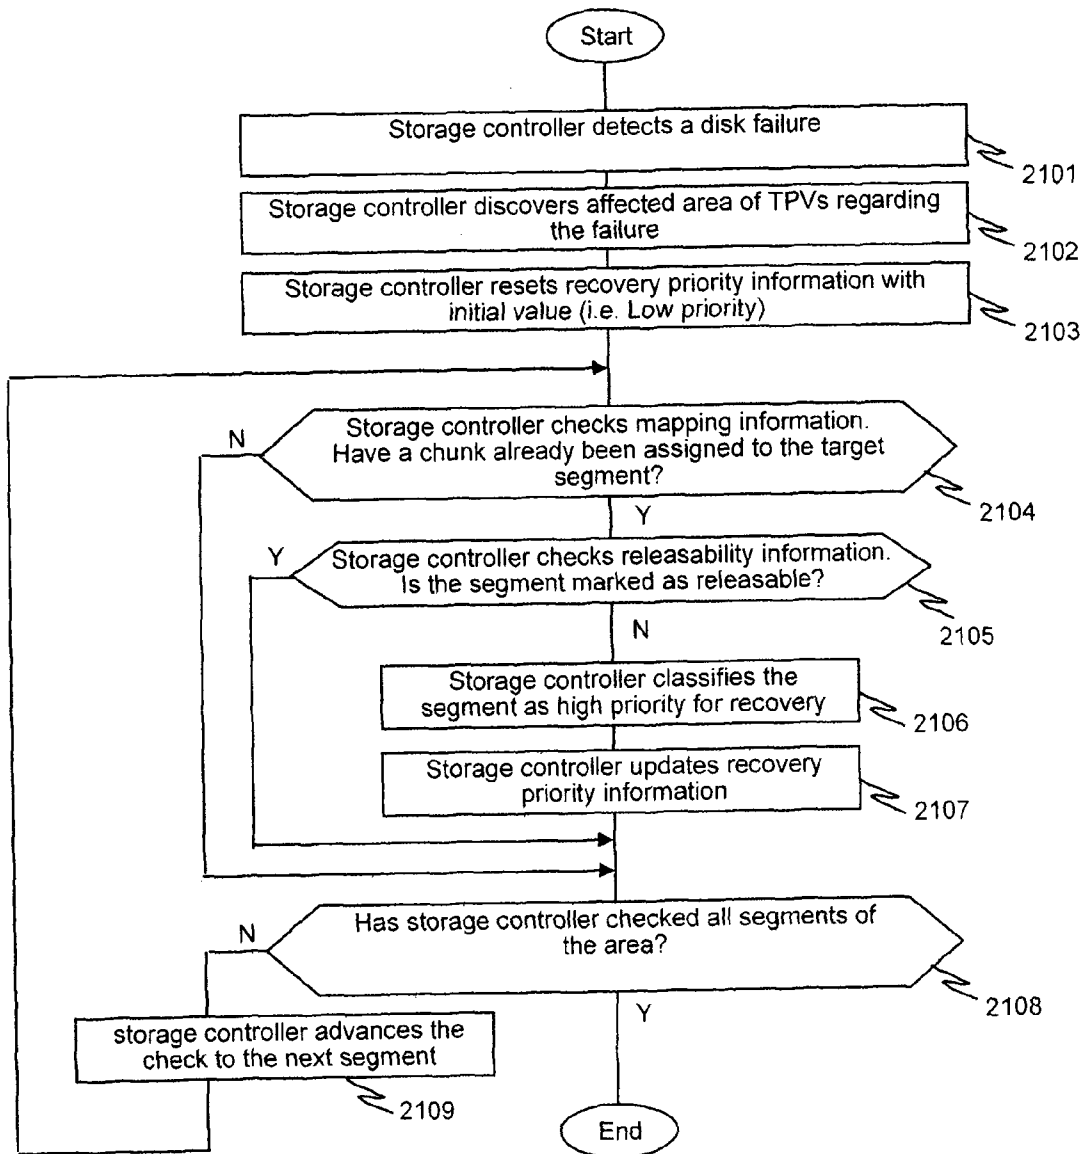 Start
Storage controller detects a disk failure
2101
Storage controller discovers affected area of TPVs regarding
the failure
2102
Storage controller resets recovery priority information with
initial value (i.e. Low priority)
2103
Storage controller checks mapping information.
Have a chunk already been assigned to the target
segment?
N
2104
Y
Storage controller checks releasability information.
Is the segment marked as releasable?
Y
2105
N
Storage controller classifies the
segment as high priority for recovery
2106
Storage controller updates recovery
priority information
2107
Has storage controller checked all segments of
the area?
N
2108
Y
storage controller advances the
check to the next segment
2109
End